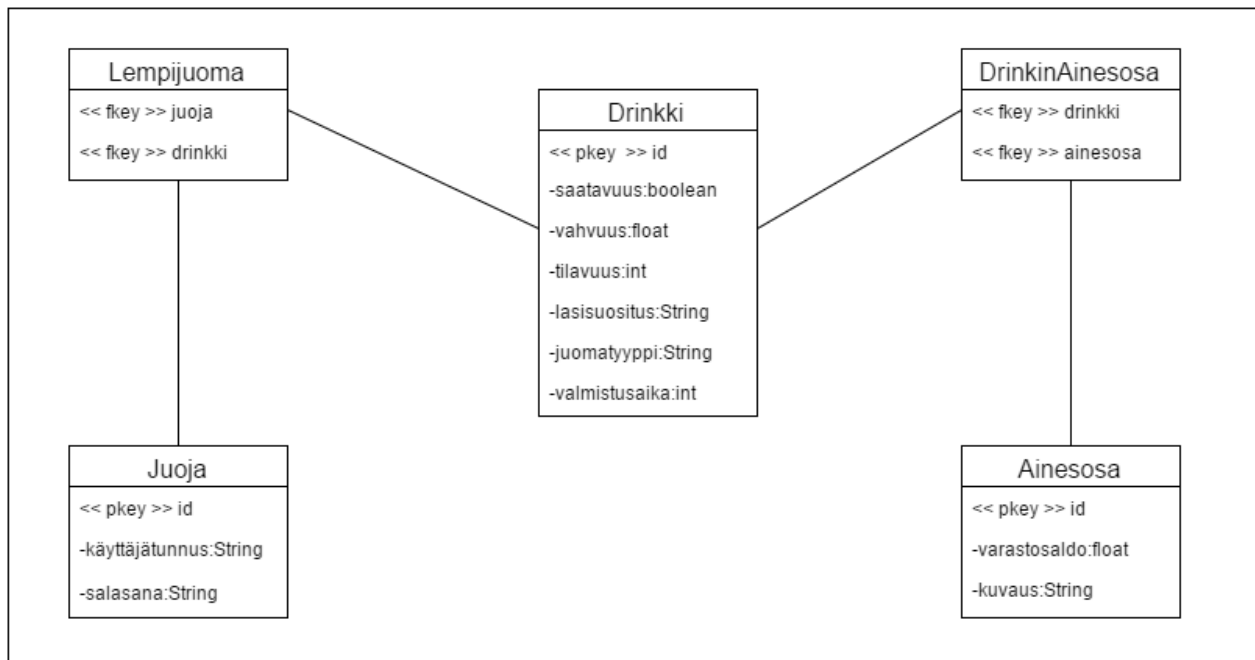 Lempijuoma
<< fkey >> juoja
<< fkey >> drinkki
Drinkki
<< pkey >> id
-saatavuus:boolean
-vahvuus:float
-tilavuus:int
-lasisuositus:String
-juomatyyppi:String
-valmistusaika:int
DrinkinAinesosa
<< fkey >> drinkki
<< fkey >> ainesosa
Juoja
<< pkey >> id
-käyttäjätunnus:String
-salasana:String
Ainesosa
<< pkey >> id
-varastosaldo:float
-kuvaus:String